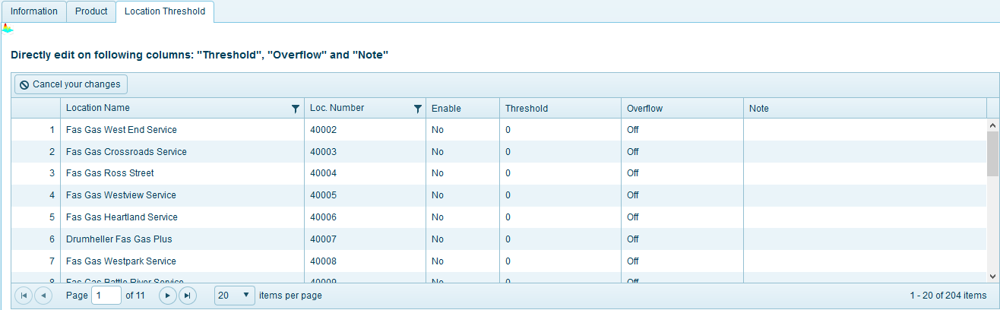 Information Product Location Threshold
Directly edit on following columns: "Threshold", "Overflow" and "Note"
Cancel your changes
Location Name Loc. Number Enable Threshold Overflow Note
1 Fas Gas West End Service 40002 No 0 Off
2 Fas Gas Crossroads Service 40003 No 0 Off
3 Fas Gas Ross Street 40004 No 0 Off
4 Fas Gas Westview Service 40005 No 0 Off
5 Fas Gas Heartland Service 40006 No 0 Off
6 Drumheller Fas Gas Plus 40007 No 0 Off
7 Fas Gas Westpark Service 40008 No 0 Off
8 Fas Gas Battle River Service 40009 No 0 Off
Page 1 of 11 20 items per page 1 - 20 of 204 items